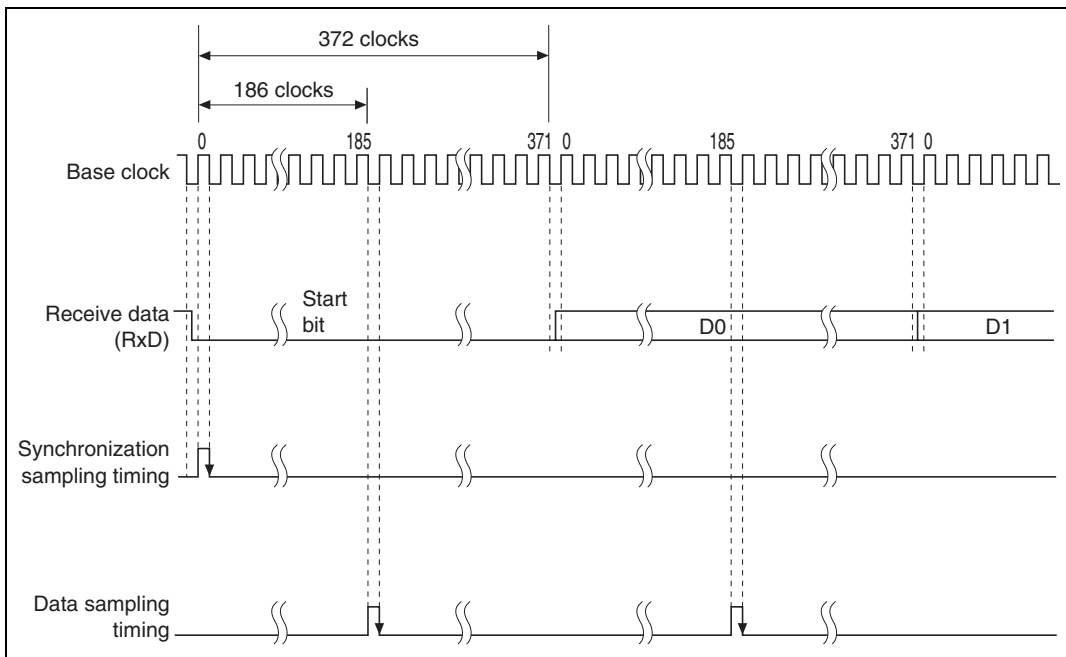 372 clocks
186 clocks
0 185 371 0 185 371 0
Base clock
Receive data
(RxD)
Start
bit
D0
D1
Synchronization
sampling timing
Data sampling
timing